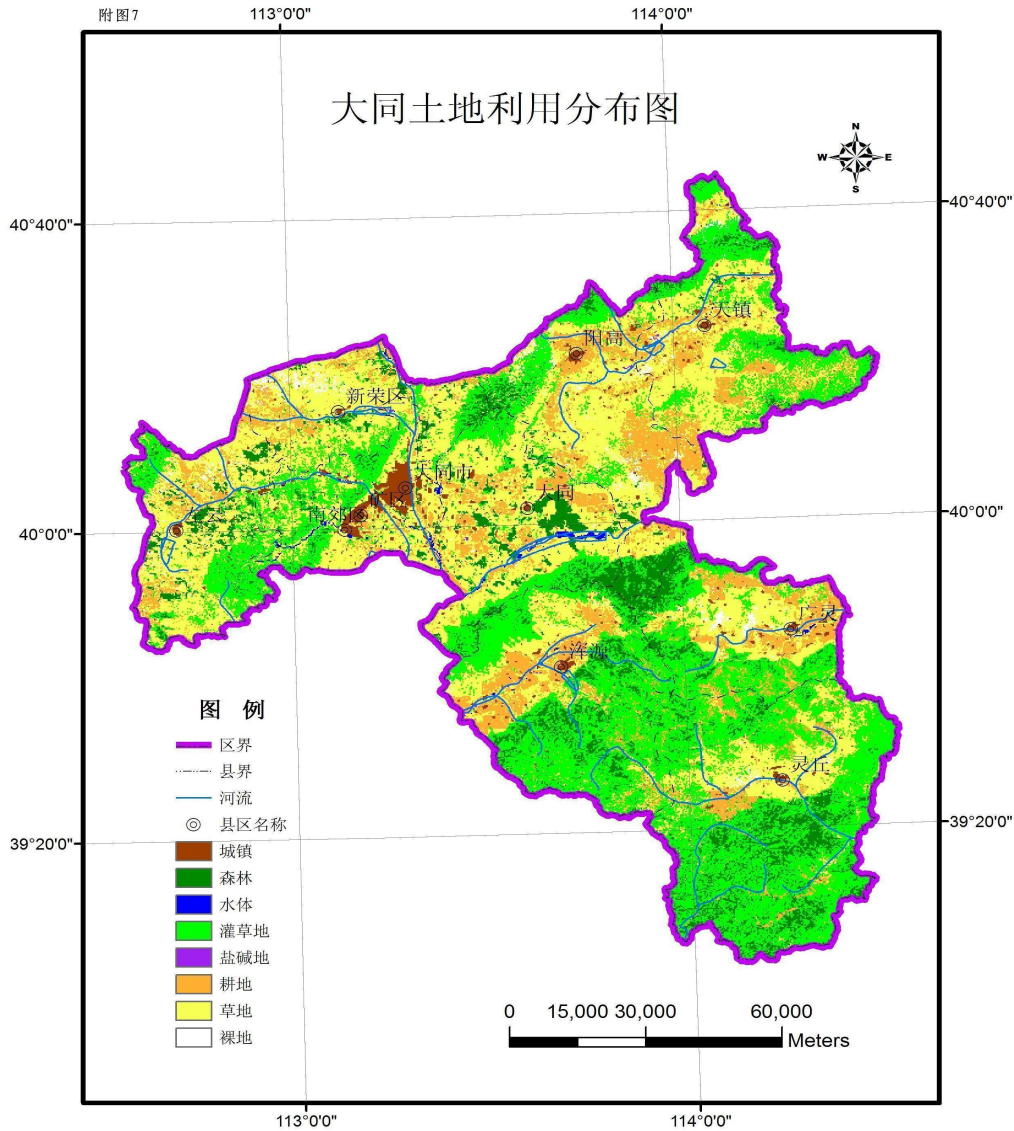 附图7
113°0'0"
114°0'0"
大同土地利用分布图
N
W
E
S
40°40'0"
40°40'0"
天镇
阳高
新荣区
大同市
矿区
大同
南郊区
40°0'0"
40°0'0"
广灵
浑源
灵丘
图 例
区界
县界
河流
县区名称
城镇
森林
水体
灌草地
盐碱地
耕地
草地
裸地
39°20'0"
39°20'0"
0 15,000 30,000 60,000
Meters
113°0'0"
114°0'0"